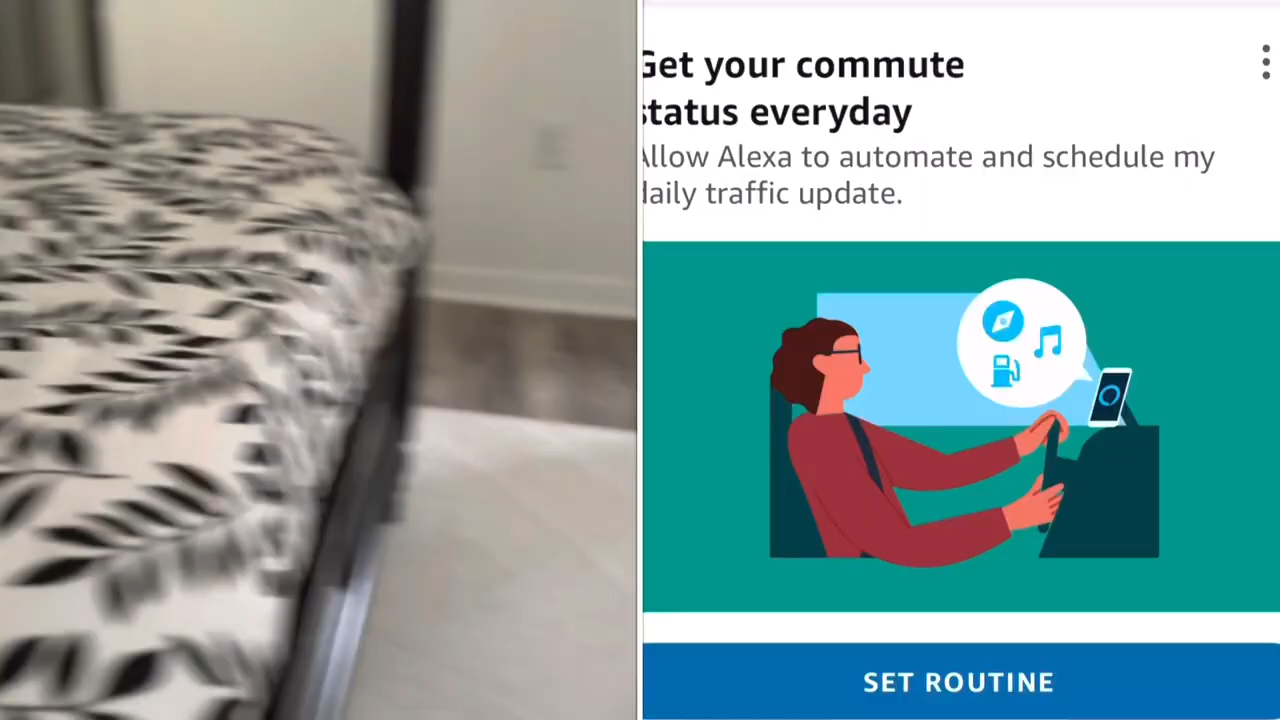 Get your commute
status everyday
Allow Alexa to automate and schedule my
daily traffic update.
SET ROUTINE